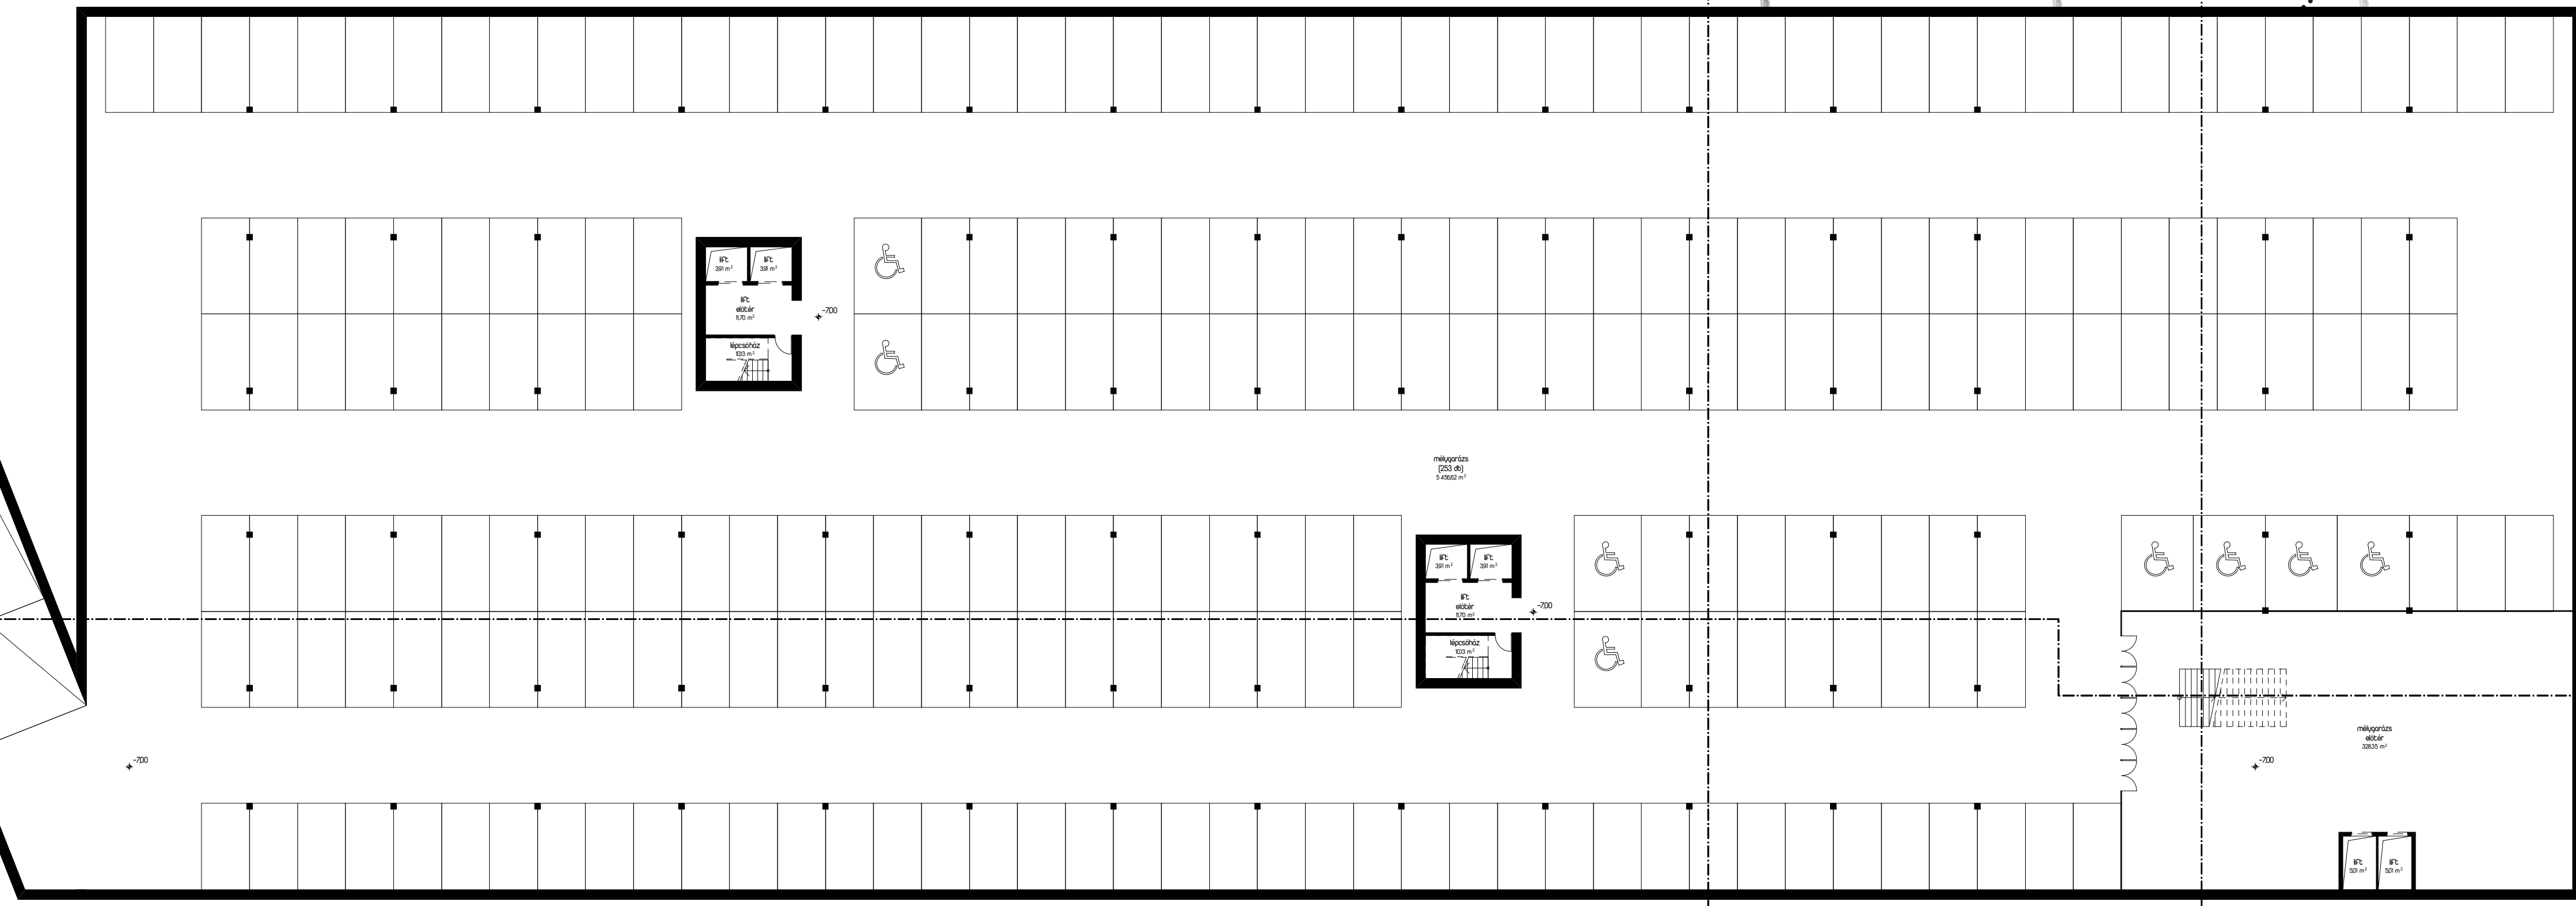 lift
3,91 m²
lift
3,91 m²
lift
előtér
11,70 m²
-7,00
lépcsőház
10,13 m²
mélygarázs
(253 db)
5 456,62 m²
lift
3,91 m²
lift
3,91 m²
lift
előtér
11,70 m²
-7,00
lépcsőház
10,13 m²
mélygarázs
előtér
328,35 m²
-7,00
-7,00
lift
5,01 m²
lift
5,01 m²